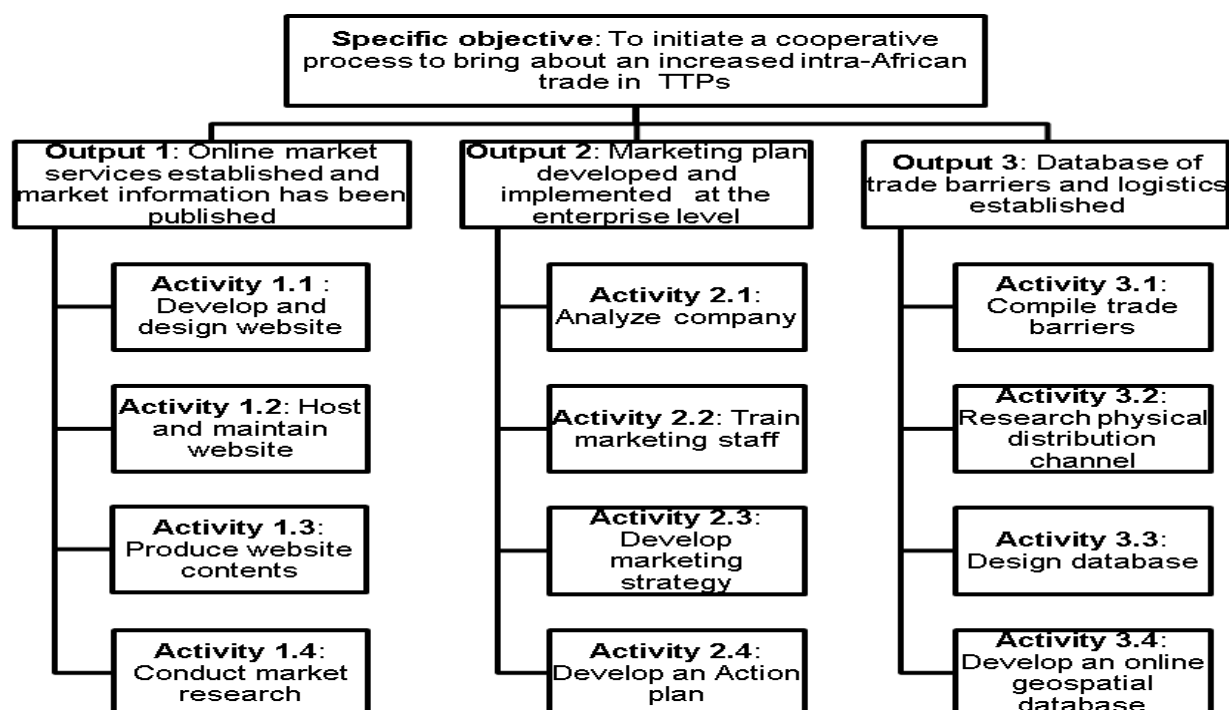 Specific objective: To initiate a cooperative
process to bring about an increased intra-African
trade in TTPs
Output 1: Online market
services established and
market information has been
published
Output 2: Marketing plan
developed and
implemented at the
enterprise level
Output 3: Database of
trade barriers and logistics
established
Activity 1.1 :
Develop and
design website
Activity 1.2: Host
and maintain
website
Activity 1.3:
Produce website
contents
Activity 1.4:
Conduct market
research
Activity 2.1:
Analyze company
Activity 2.2: Train
marketing staff
Activity 2.3:
Develop
marketing
strategy
Activity 2.4:
Develop an Action
plan
Activity 3.1:
Compile trade
barriers
Activity 3.2:
Research physical
distribution
channel
Activity 3.3:
Design database
Activity 3.4:
Develop an online
geospatial
database